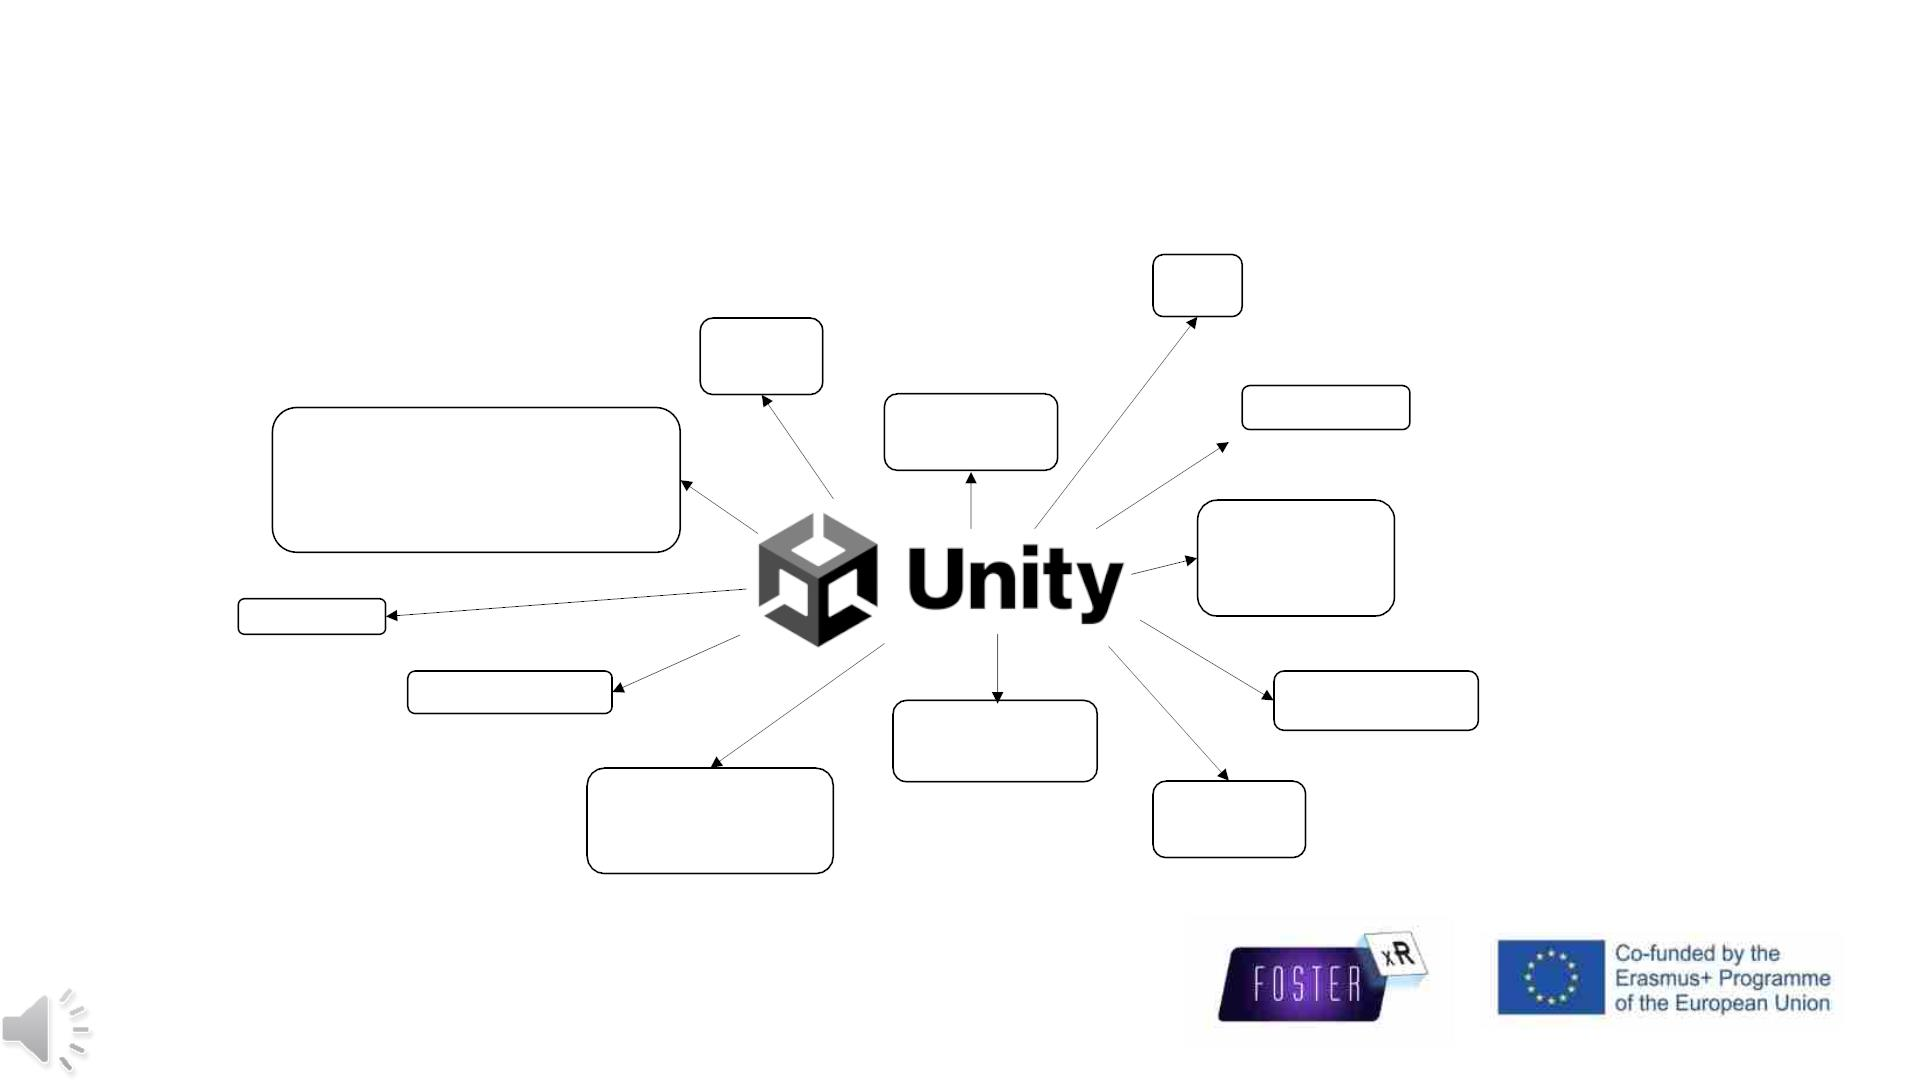 Unity
FOSTER
xR
Co-funded by the
Erasmus+ Programme
of the European Union